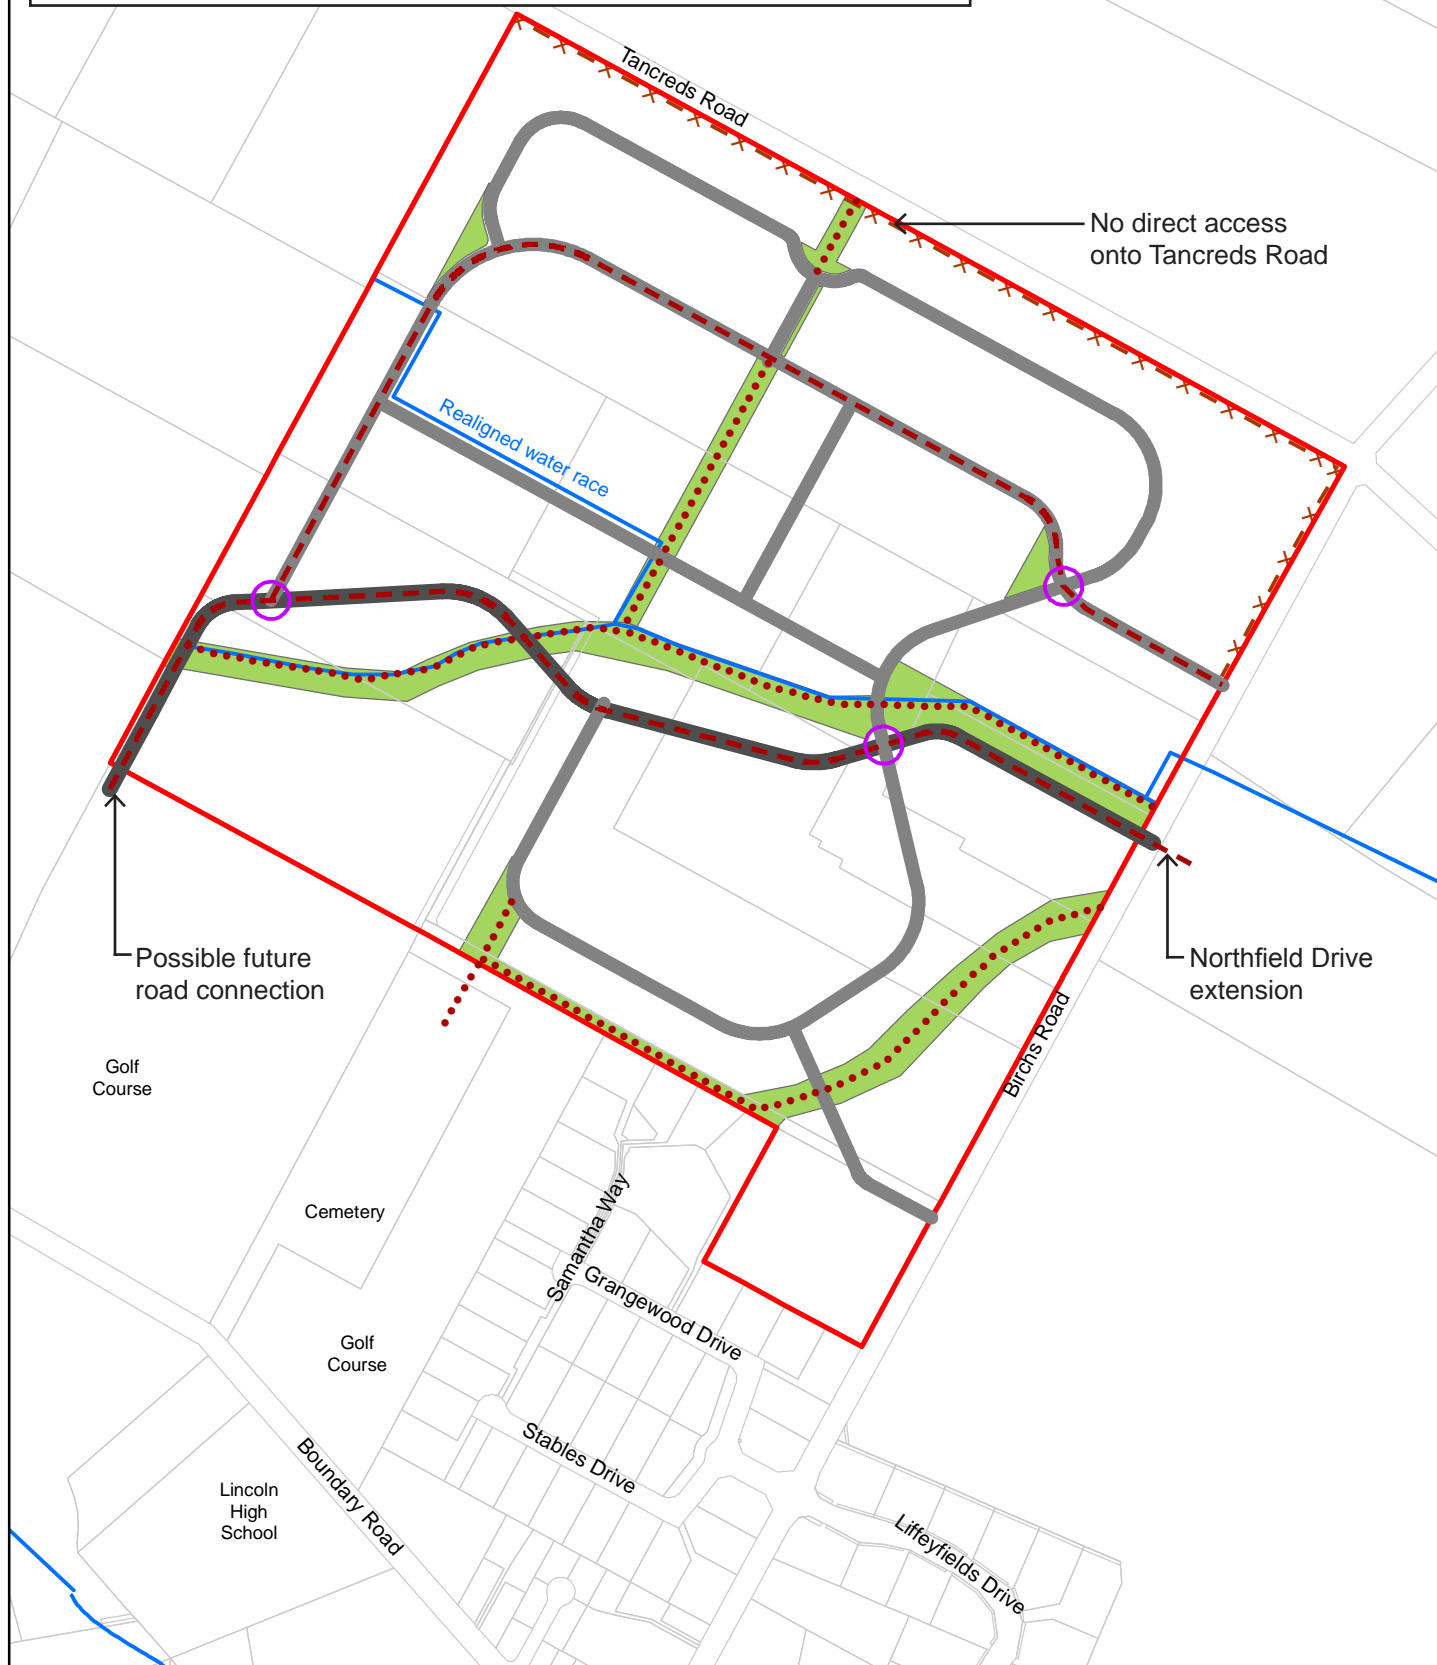 Tancreds Road
No direct access
onto Tancreds Road
Realigned water race
Possible future
road connection
Northfield Drive
extension
Birchs Road
Golf
Course
Cemetery
Samantha Way
Grangewood Drive
Golf
Course
Stables Drive
Boundary Road
Lincoln
High
School
Liffeyfields Drive